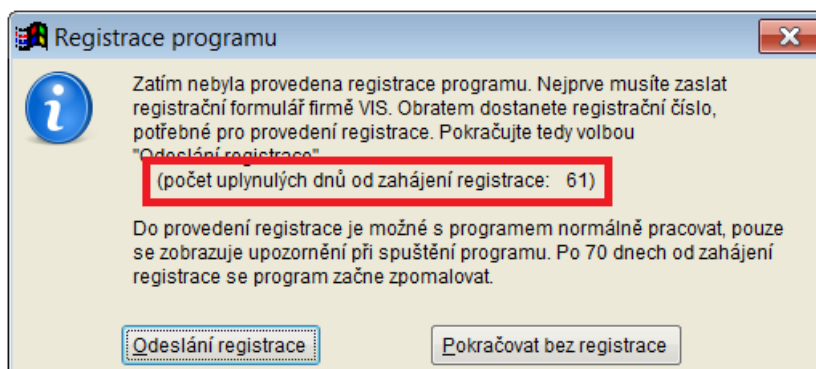 Registrace programu
Zatím nebyla provedena registrace programu. Nejprve musíte zaslat
registrační formulář firmě VIS. Obratem dostanete registrační číslo,
potřebné pro provedení registrace. Pokračujte tedy volbou
"Odeslání registrace"
(počet uplynulých dnů od zahájení registrace: 61)
Do provedení registrace je možné s programem normálně pracovat, pouze
se zobrazuje upozornění při spuštění programu. Po 70 dnech od zahájení
registrace se program začne zpomalovat.
Odeslání registrace
Pokračovat bez registrace